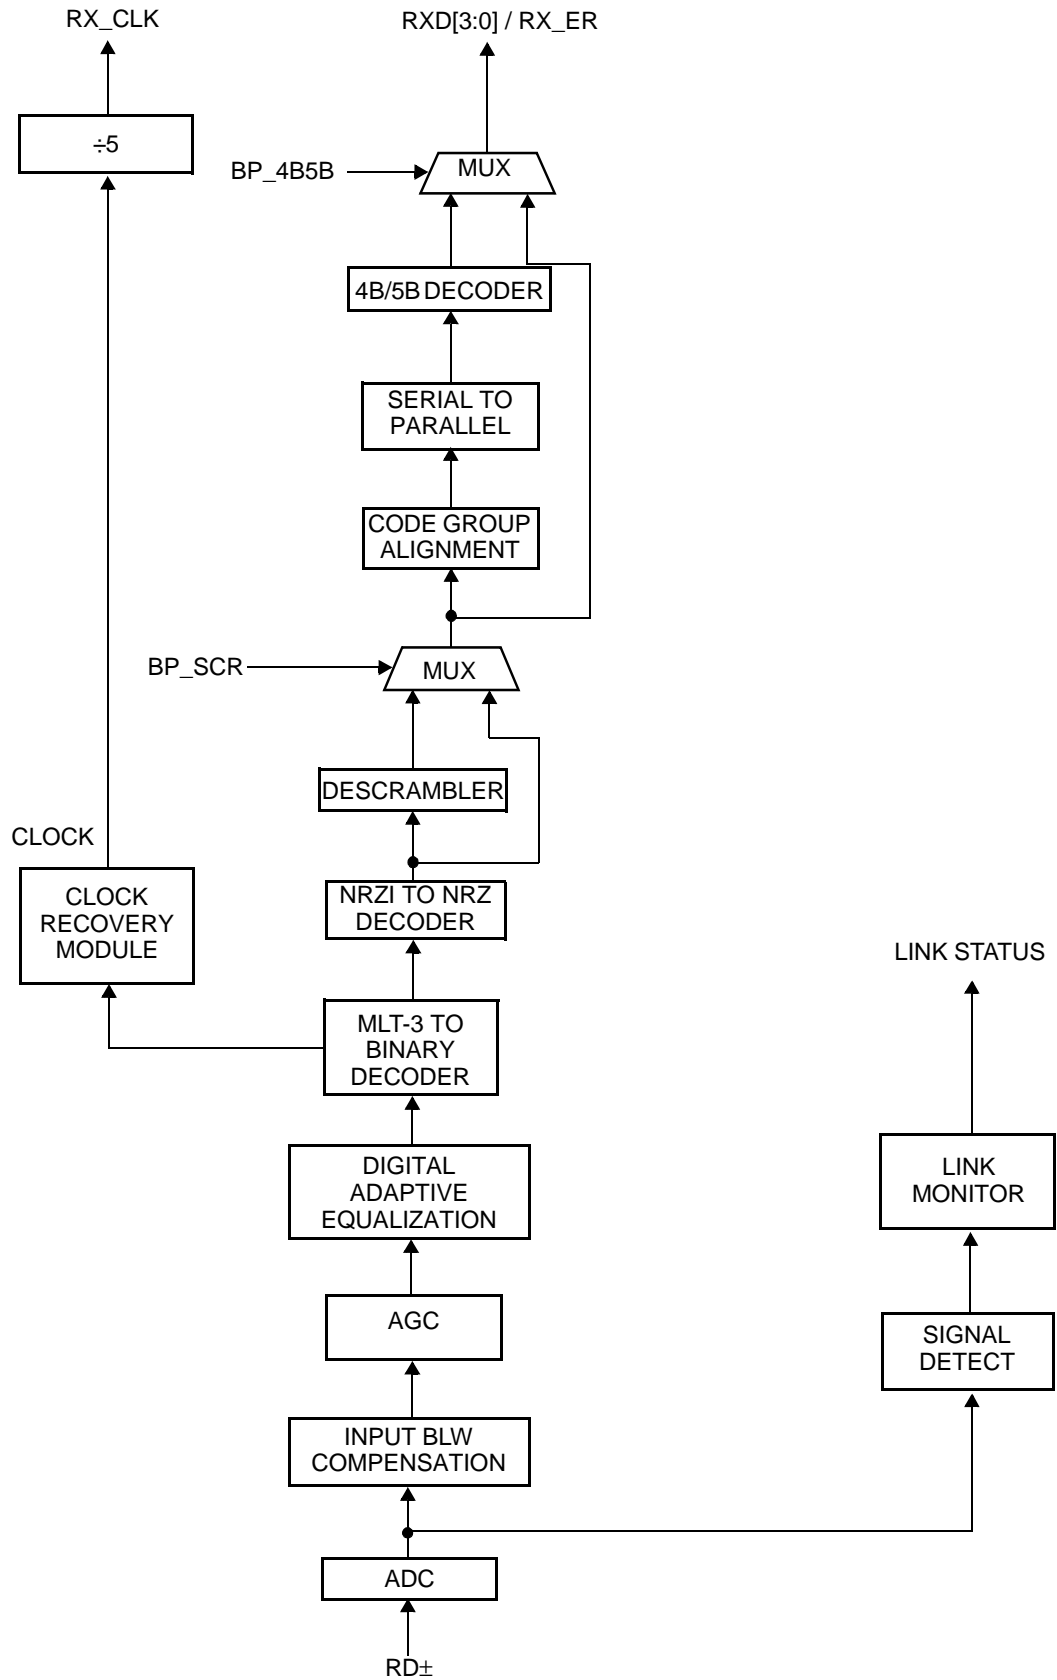 RX_CLK
RXD[3:0] / RX_ER
÷5
BP_4B5B
MUX
4B/5B DECODER
SERIAL TO
PARALLEL
CODE GROUP
ALIGNMENT
BP_SCR
MUX
DESCRAMBLER
CLOCK
CLOCK
RECOVERY
MODULE
NRZI TO NRZ
DECODER
LINK STATUS
MLT-3 TO
BINARY
DECODER
DIGITAL
ADAPTIVE
EQUALIZATION
LINK
MONITOR
AGC
SIGNAL
DETECT
INPUT BLW
COMPENSATION
ADC
RD±